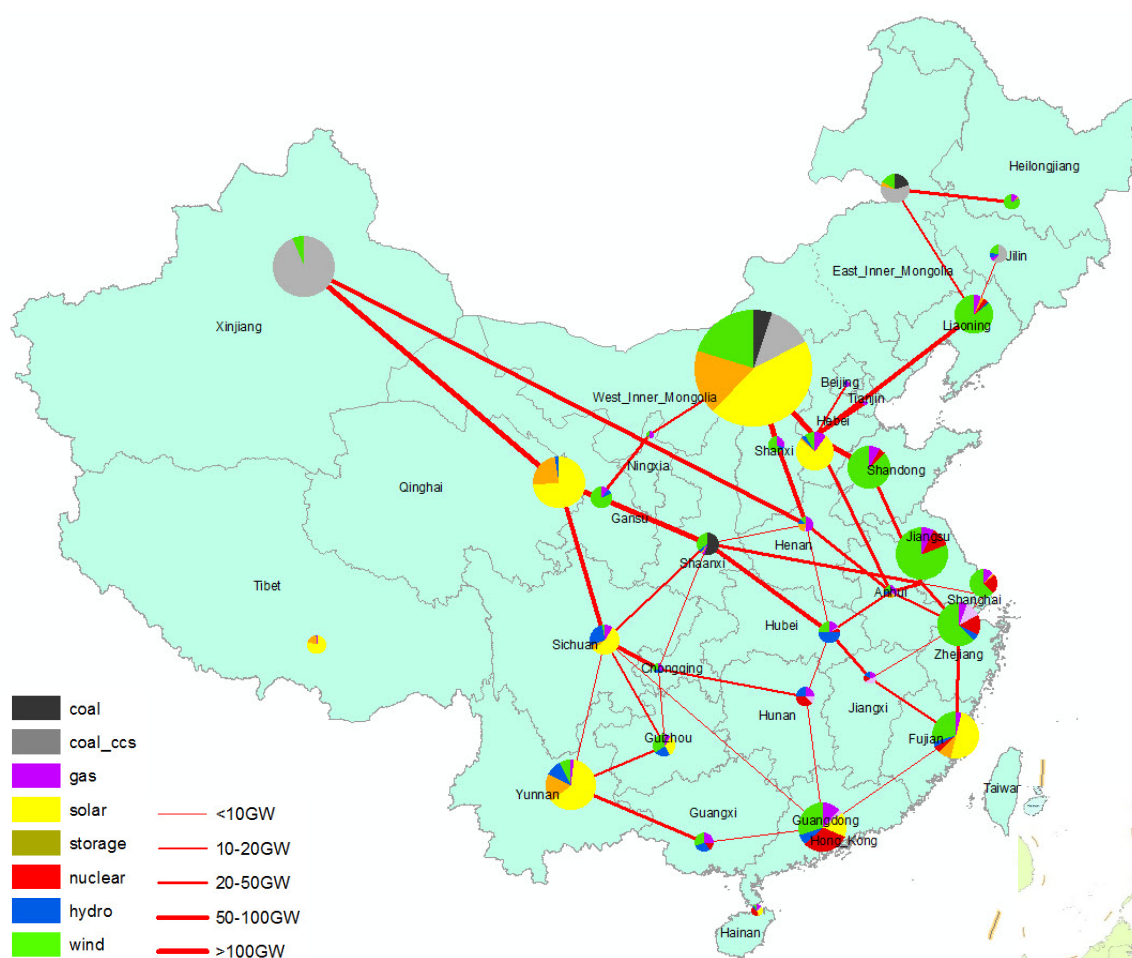 Heilongjiang
Jilin
East_Inner_Mongolia
Liaoning
Xinjiang
Beijing
Tianjin
West_Inner_Mongolia
Hebei
Shanxi
Ningxia
Shandong
Qinghai
Gansu
Jiangsu
Henan
Shaanxi
Tibet
Anhui
Shanghai
Hubei
Sichuan
Zhejiang
Chongqing
Hunan
Jiangxi
Guizhou
Fujian
Yunnan
Taiwan
Guangxi
Guangdong
Hong_Kong
Hainan
coal
coal_ccs
gas
solar
storage
nuclear
hydro
wind
<10GW
10-20GW
20-50GW
50-100GW
>100GW